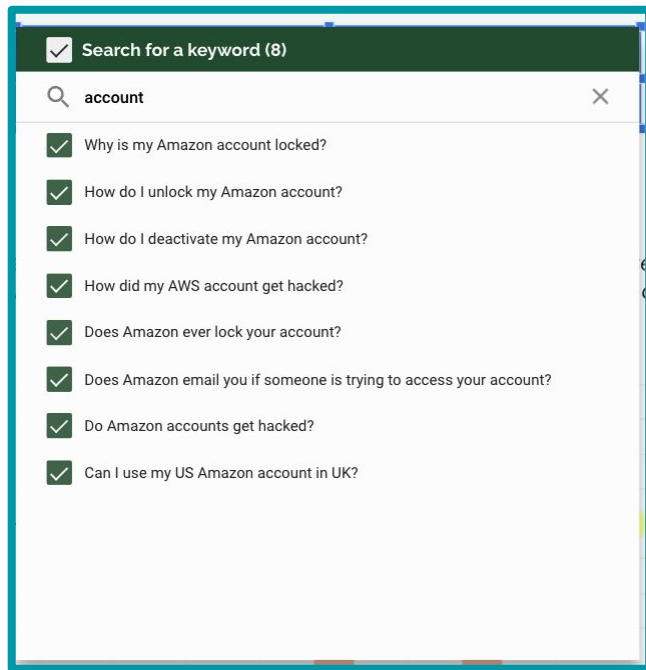 Search for a keyword (8)
account
Why is my Amazon account locked?
How do I unlock my Amazon account?
How do I deactivate my Amazon account?
How did my AWS account get hacked?
Does Amazon ever lock your account?
Does Amazon email you if someone is trying to access your account?
Do Amazon accounts get hacked?
Can I use my US Amazon account in UK?